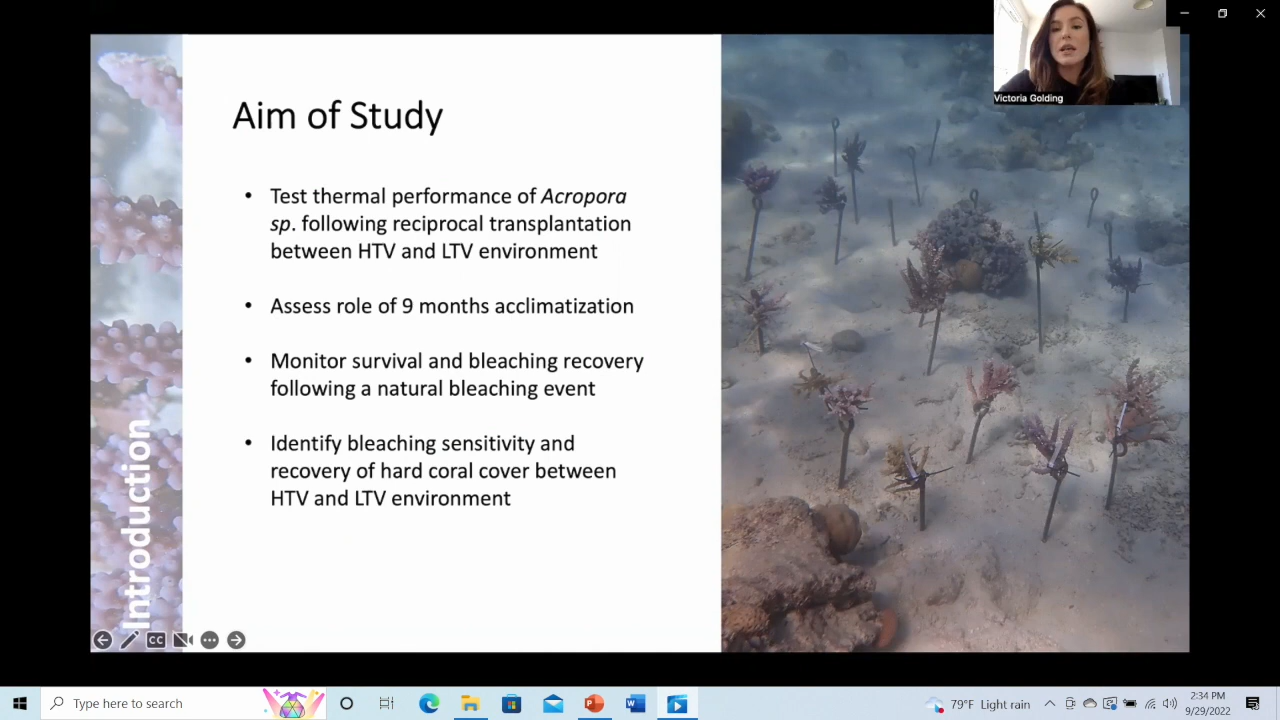 Victoria Golding
Aim of Study
• Test thermal performance of Acropora
sp. following reciprocal transplantation
between HTV and LTV environment
• Assess role of 9 months acclimatization
• Monitor survival and bleaching recovery
following a natural bleaching event
• Identify bleaching sensitivity and
recovery of hard coral cover between
HTV and LTV environment
Introduction
CC
Type here to search
P
W
79°F Light rain
2:34 PM
9/29/2022